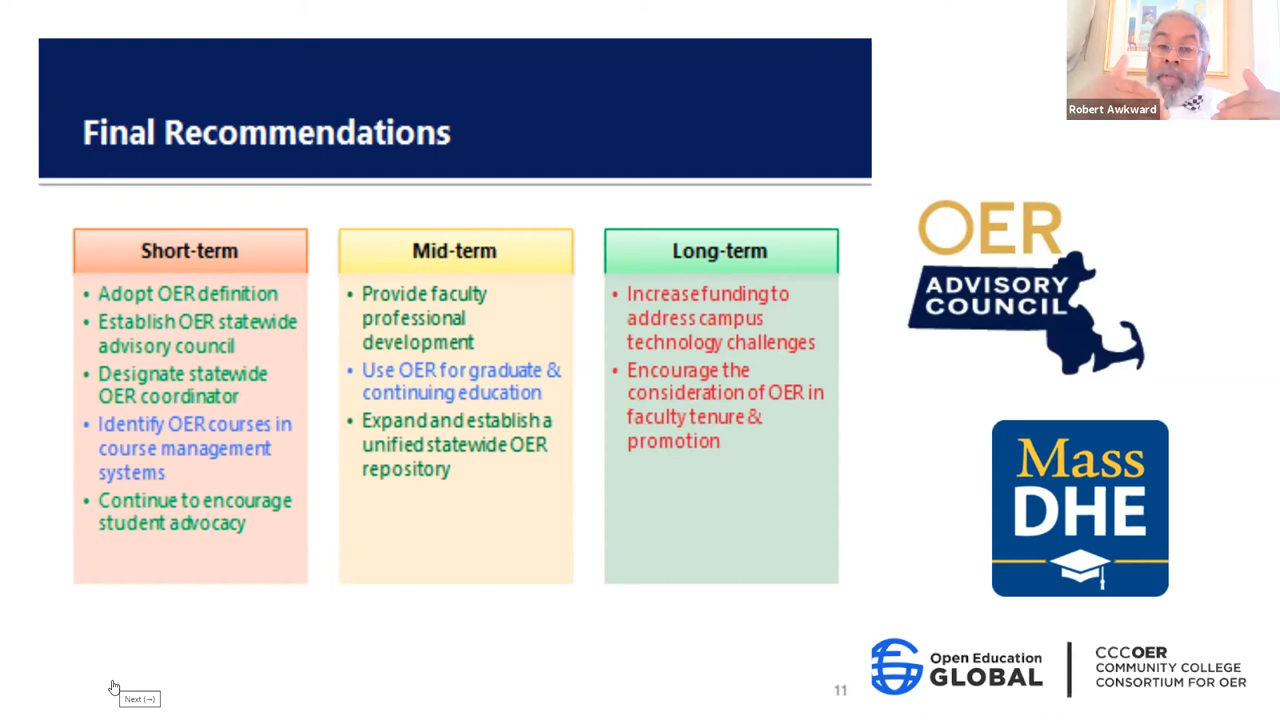 Final Recommendations
Robert Awkward
Short-term
• Adopt OER definition
• Establish OER statewide
advisory council
• Designate statewide
OER coordinator
• Identify OER courses in
course management
systems
• Continue to encourage
student advocacy
Mid-term
• Provide faculty
professional
development
• Use OER for graduate &
continuing education
• Expand and establish a
unified statewide OER
repository
Long-term
• Increase funding to
address campus
technology challenges
• Encourage the
consideration of OER in
faculty tenure &
promotion
OER
ADVISORY
COUNCIL
Mass
DHE
Open Education
GLOBAL
CCCOER
COMMUNITY COLLEGE
CONSORTIUM FOR OER
11
Next (→)